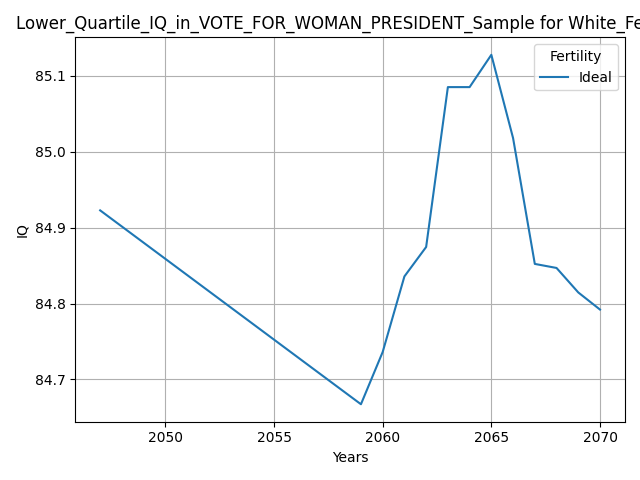 Lower_Quartile_IQ_in_VOTE_FOR_WOMAN_PRESIDENT_Sample for White_Fe
Fertility
Ideal
85.1
85.0
84.9
84.8
84.7
IQ
2050 2055 2060 2065 2070
Years